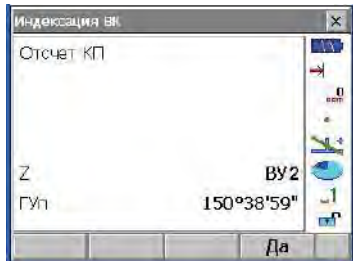 Индексация ВК
Отсчет КП
Z ВУ2
ГУп 150°38'59"
Да